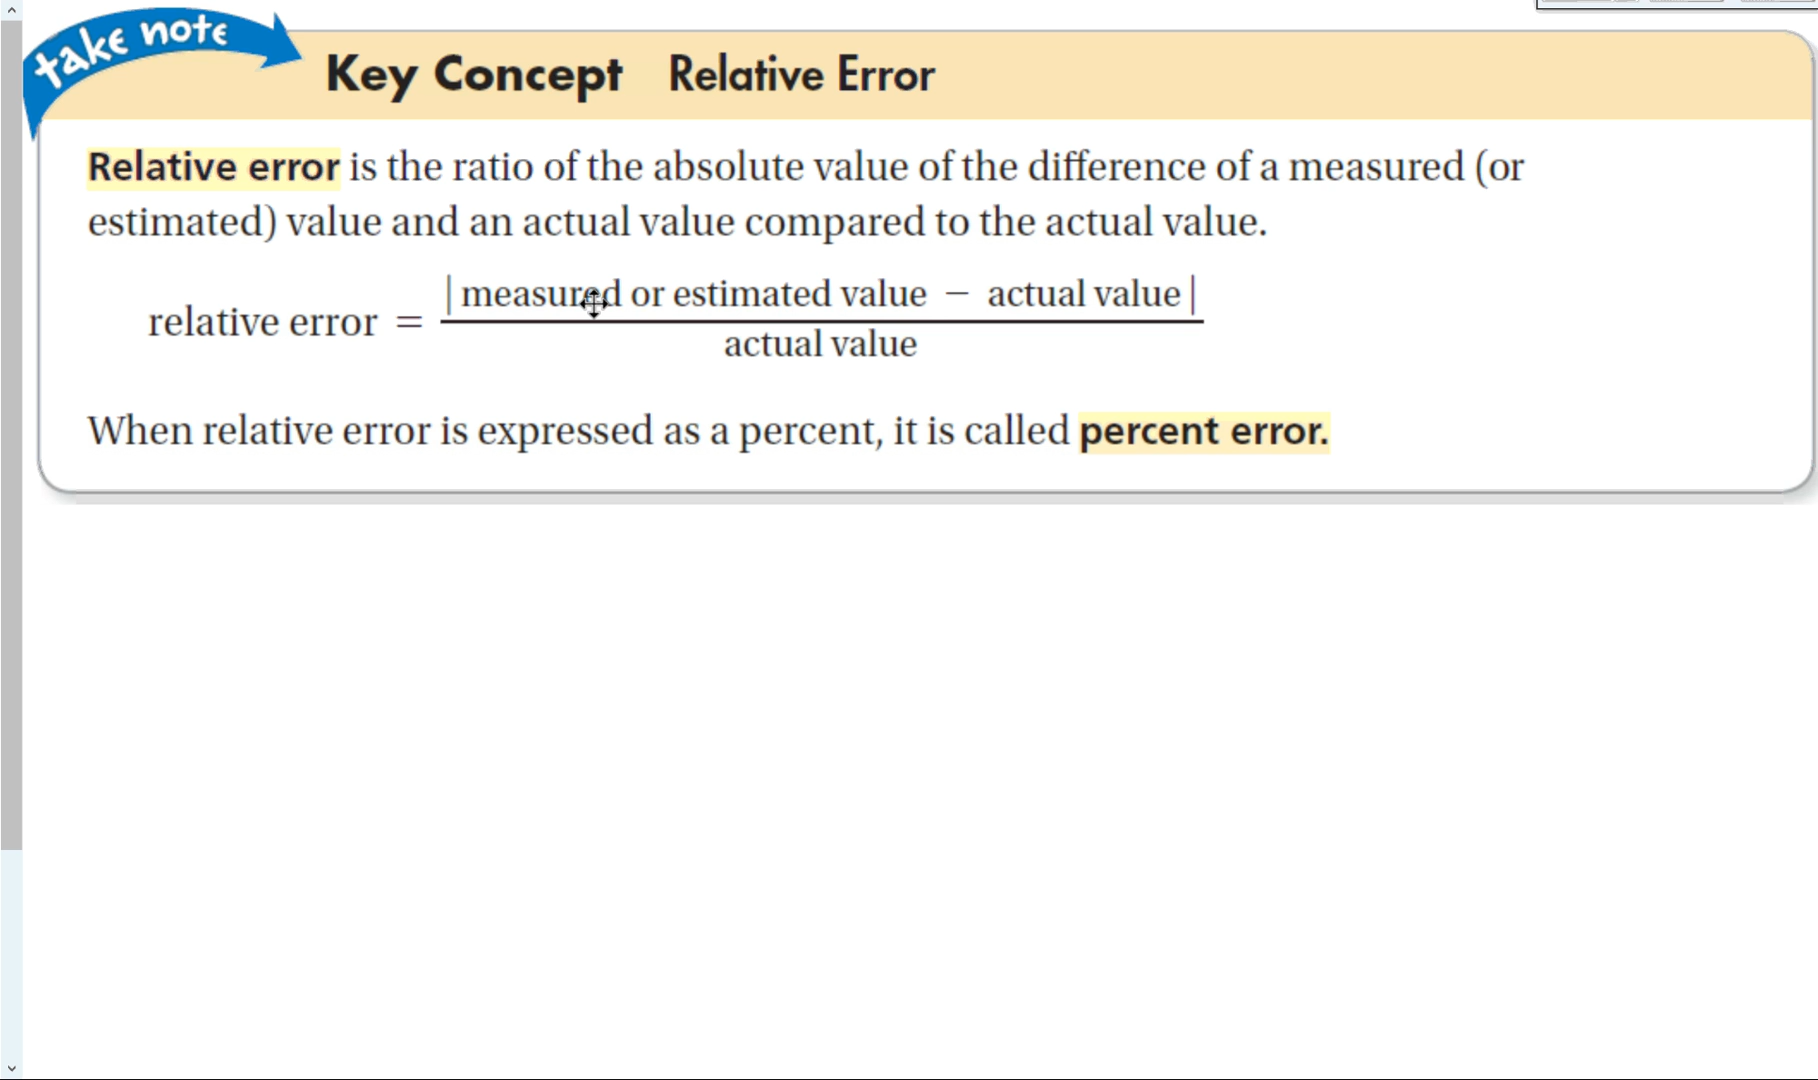 take note
Key Concept Relative Error
Relative error is the ratio of the absolute value of the difference of a measured (or
estimated) value and an actual value compared to the actual value.
relative error = | measured or estimated value − actual value | / actual value
When relative error is expressed as a percent, it is called percent error.